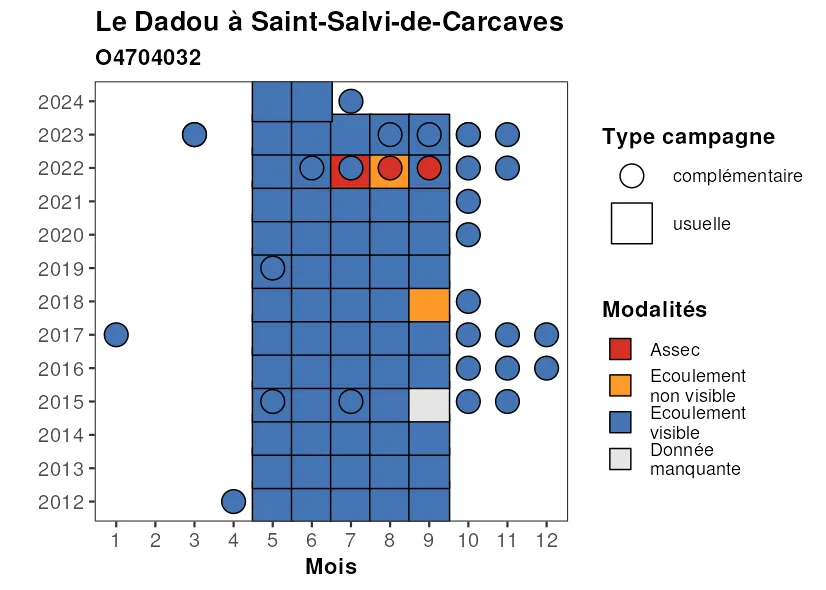 Le Dadou à Saint-Salvi-de-Carcaves
O4704032
2024
2023
2022
2021
2020
2019
2018
2017
2016
2015
2014
2013
2012
1 2 3 4 5 6 7 8 9 10 11 12
Mois
Type campagne
complémentaire
usuelle
Modalités
Assec
Ecoulement
non visible
Ecoulement
visible
Donnée
manquante